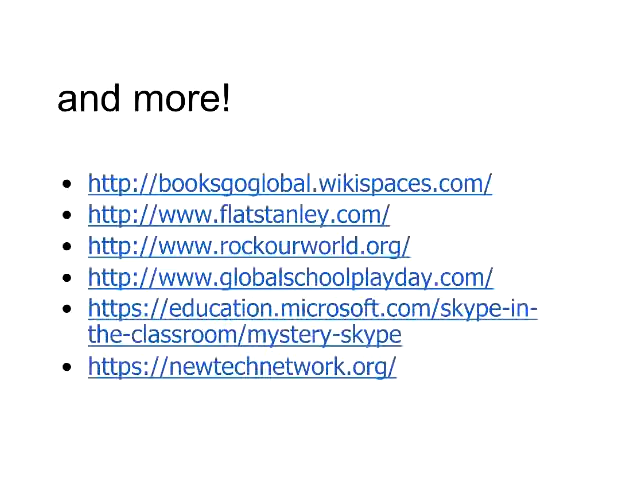 and more!
• http://booksgoglobal.wikispaces.com/
• http://www.flatstanley.com/
• http://www.rockourworld.org/
• http://www.globalschoolplayday.com/
• https://education.microsoft.com/skype-in-
the-classroom/mystery-skype
• https://newtechnetwork.org/